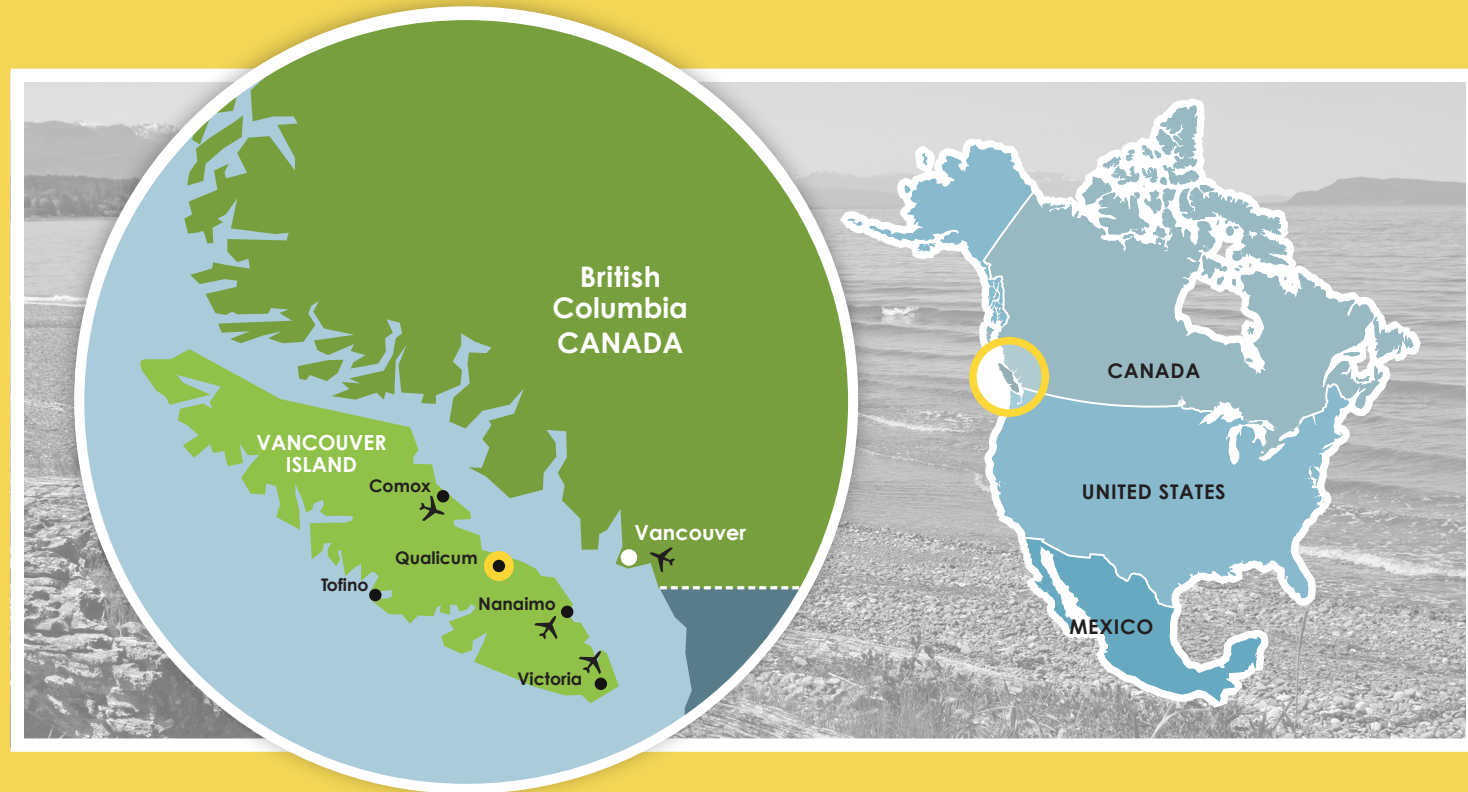 British
Columbia
CANADA
VANCOUVER
ISLAND
Comox
Vancouver
Qualicum
Tofino
Nanaimo
Victoria
CANADA
UNITED STATES
MEXICO